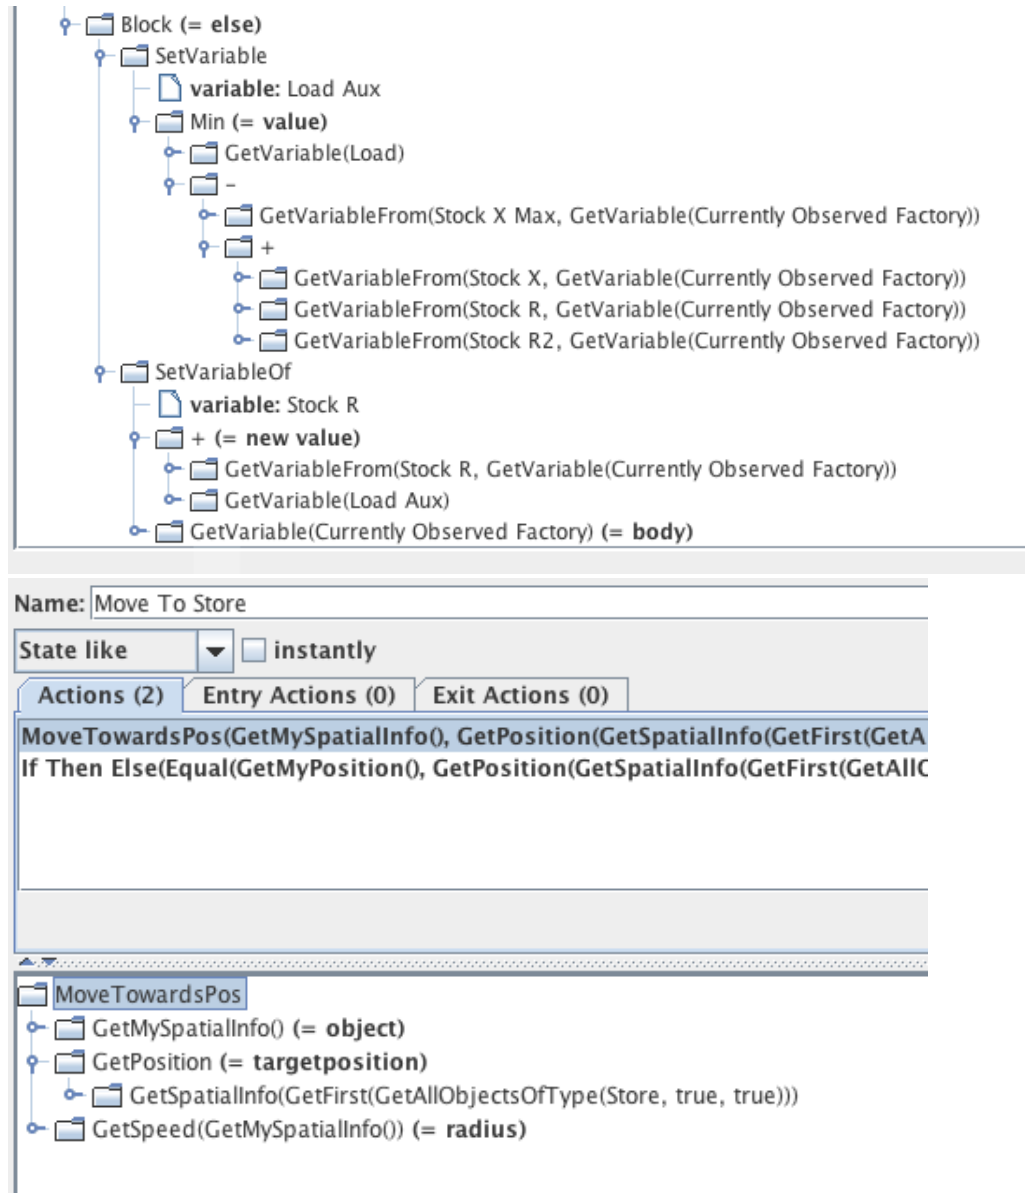 Block (= else)
SetVariable
variable: Load Aux
Min (= value)
GetVariable(Load)
-
GetVariableFrom(Stock X Max, GetVariable(Currently Observed Factory))
+
GetVariableFrom(Stock X, GetVariable(Currently Observed Factory))
GetVariableFrom(Stock R, GetVariable(Currently Observed Factory))
GetVariableFrom(Stock R2, GetVariable(Currently Observed Factory))
SetVariableOf
variable: Stock R
+ (= new value)
GetVariableFrom(Stock R, GetVariable(Currently Observed Factory))
GetVariable(Load Aux)
GetVariable(Currently Observed Factory) (= body)
Name: Move To Store
State like instantly
Actions (2) Entry Actions (0) Exit Actions (0)
MoveTowardsPos(GetMySpatialInfo(), GetPosition(GetSpatialInfo(GetFirst(GetA
If Then Else(Equal(GetMyPosition(), GetPosition(GetSpatialInfo(GetFirst(GetAllO
MoveTowardsPos
GetMySpatialInfo() (= object)
GetPosition (= targetposition)
GetSpatialInfo(GetFirst(GetAllObjectsOfType(Store, true, true)))
GetSpeed(GetMySpatialInfo()) (= radius)